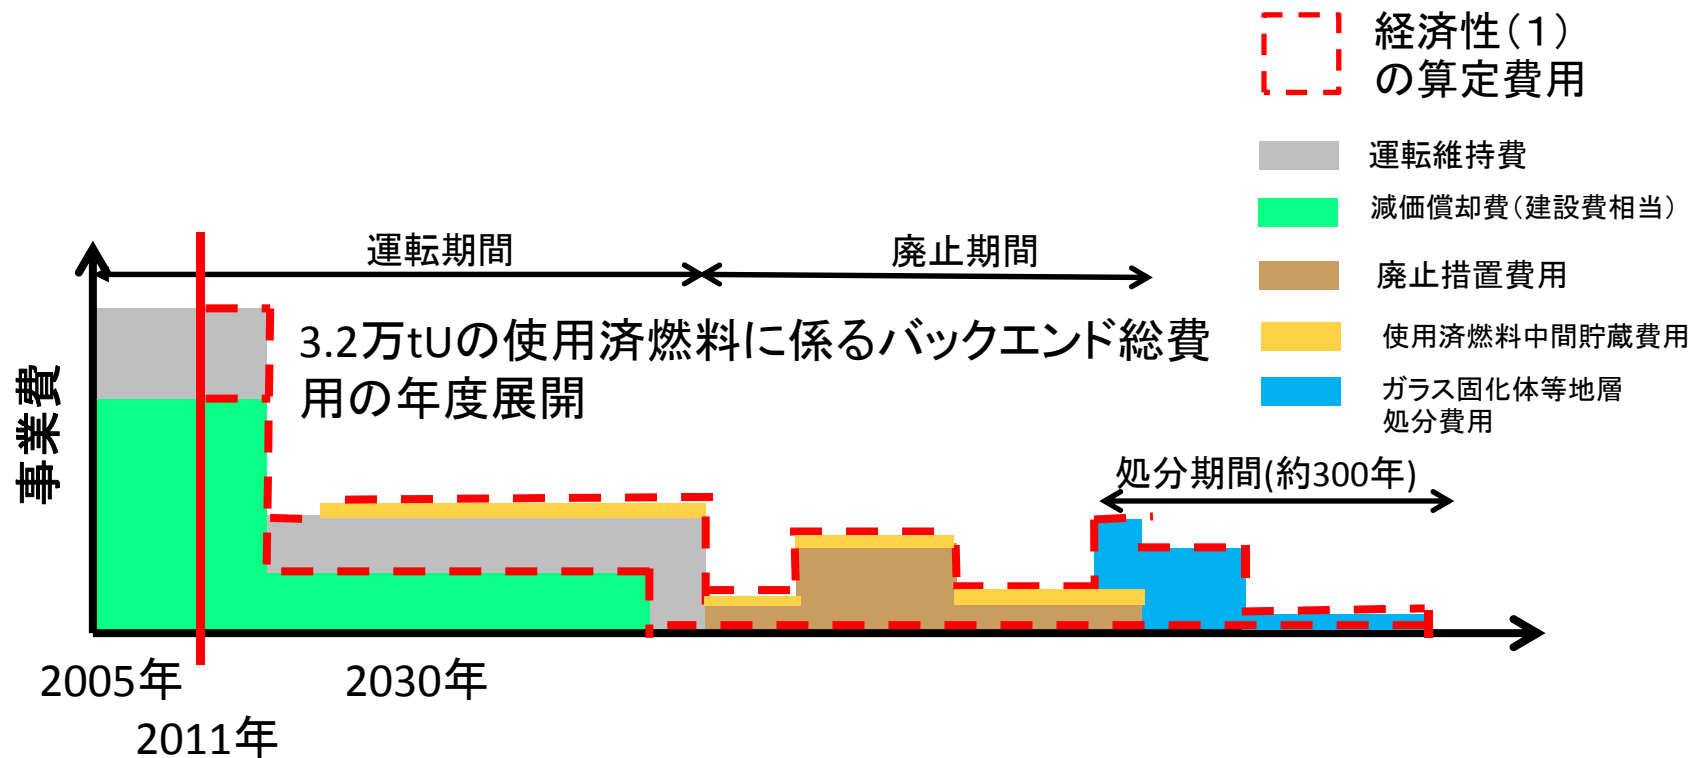 経済性(1)
の算定費用
運転維持費
減価償却費(建設費相当)
廃止措置費用
使用済燃料中間貯蔵費用
ガラス固化体等地層
処分費用
運転期間
廃止期間
3.2万tUの使用済燃料に係るバックエンド総費
用の年度展開
事業費
処分期間(約300年)
2005年
2030年
2011年